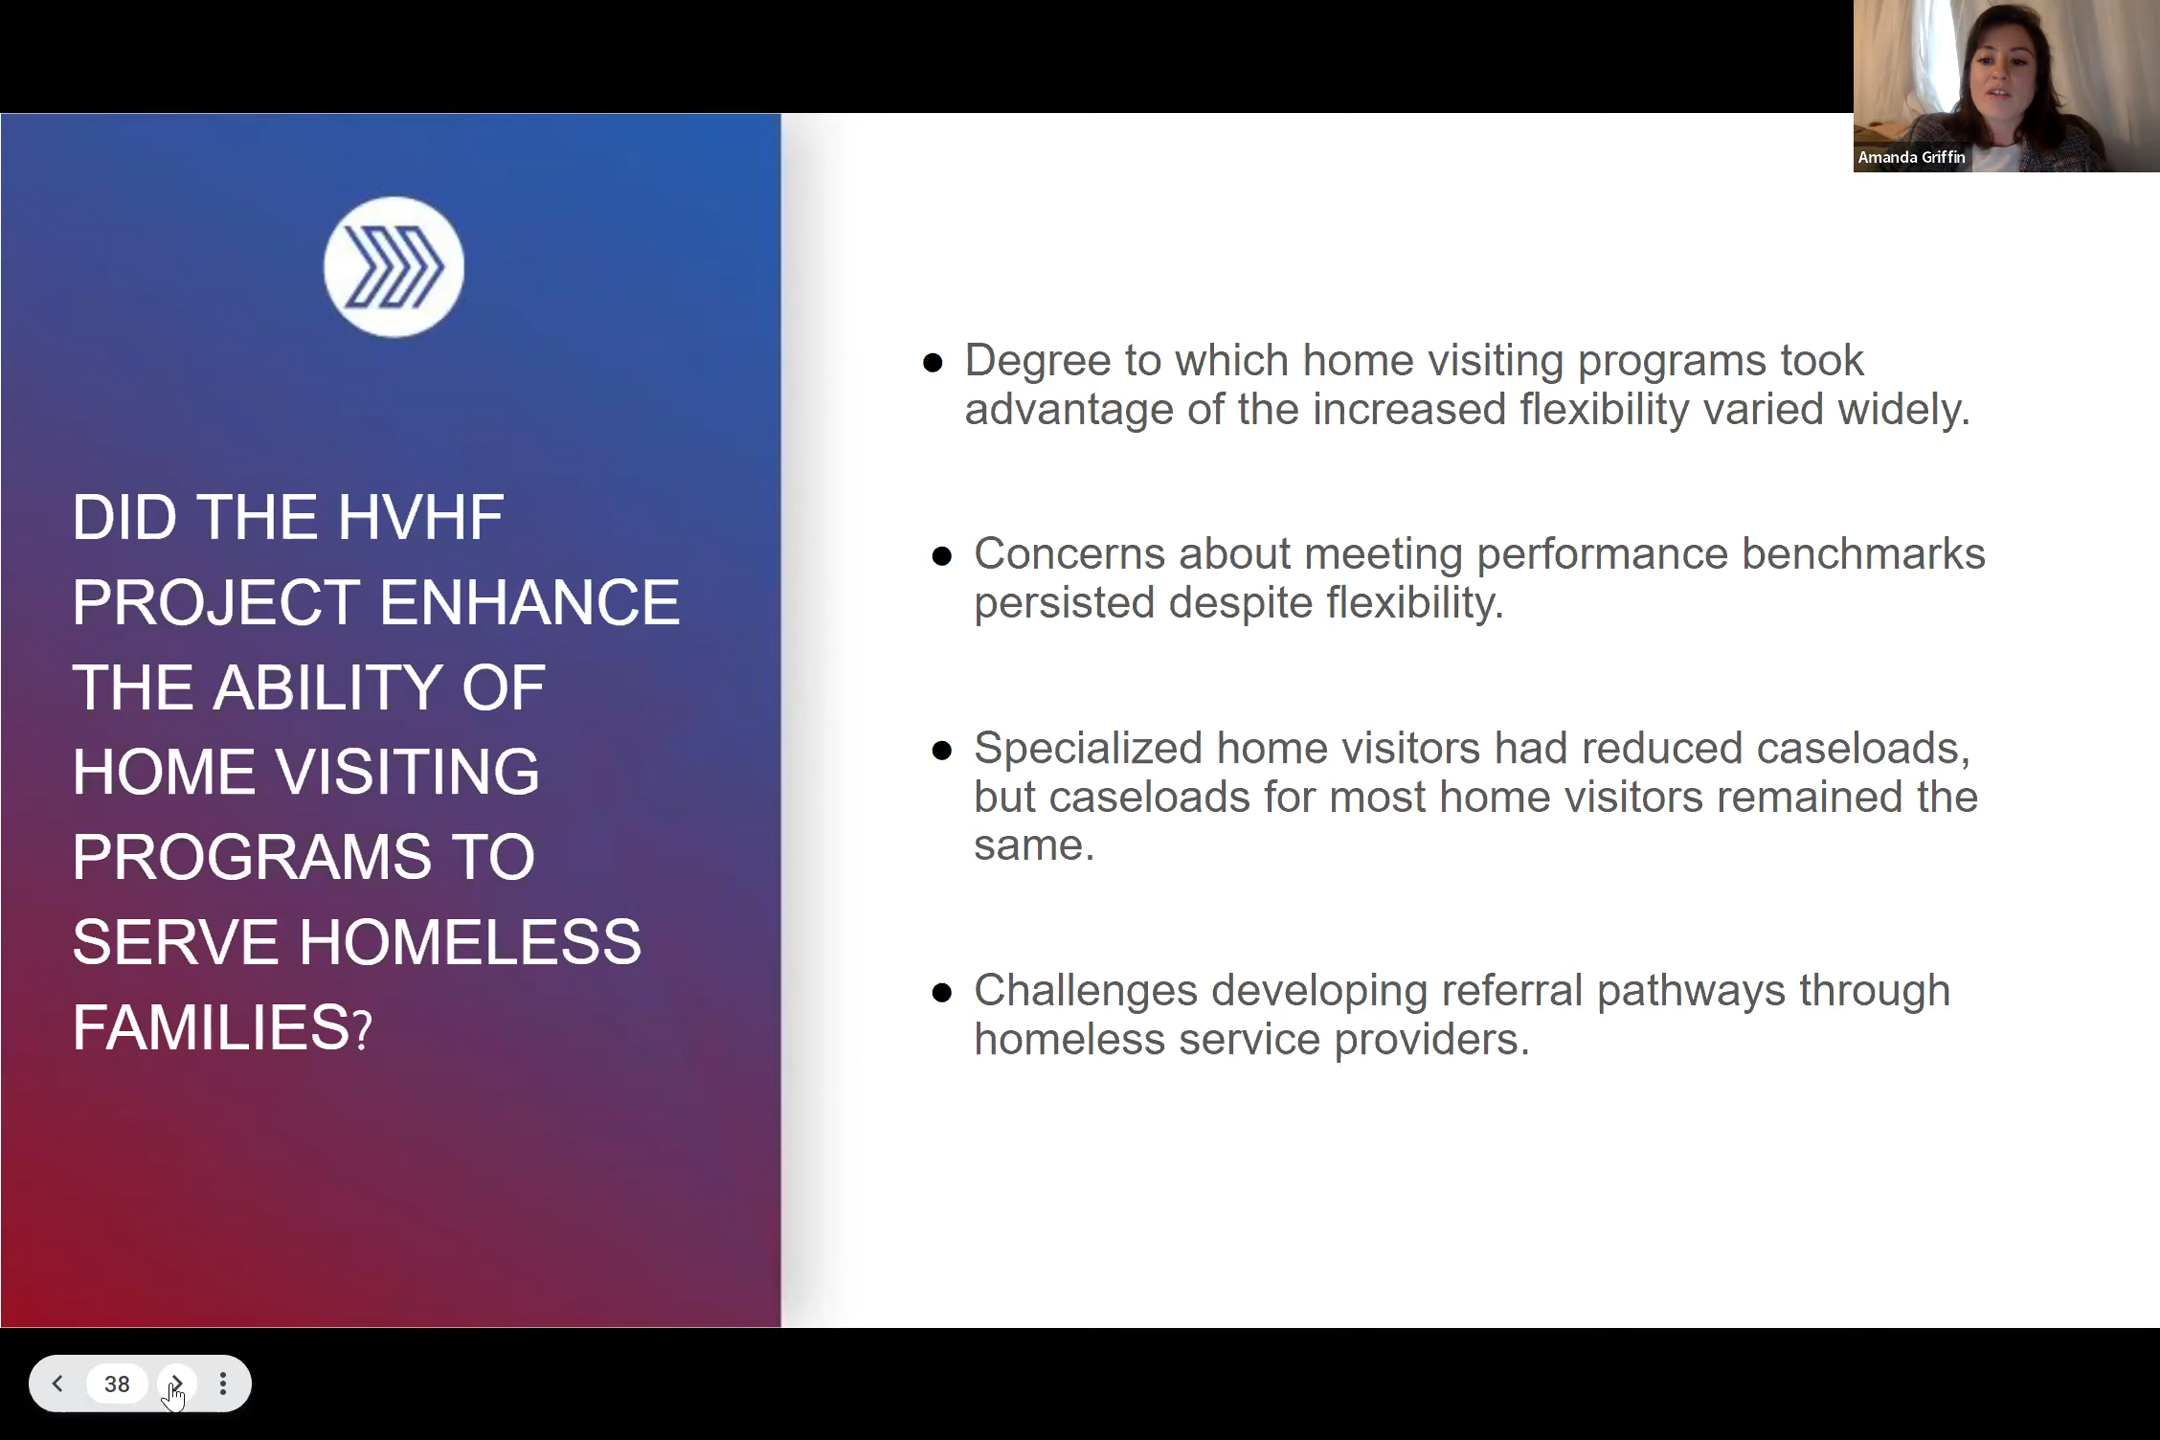 Amanda Griffin
DID THE HVHF
PROJECT ENHANCE
THE ABILITY OF
HOME VISITING
PROGRAMS TO
SERVE HOMELESS
FAMILIES?
● Degree to which home visiting programs took
advantage of the increased flexibility varied widely.
● Concerns about meeting performance benchmarks
persisted despite flexibility.
● Specialized home visitors had reduced caseloads,
but caseloads for most home visitors remained the
same.
● Challenges developing referral pathways through
homeless service providers.
38